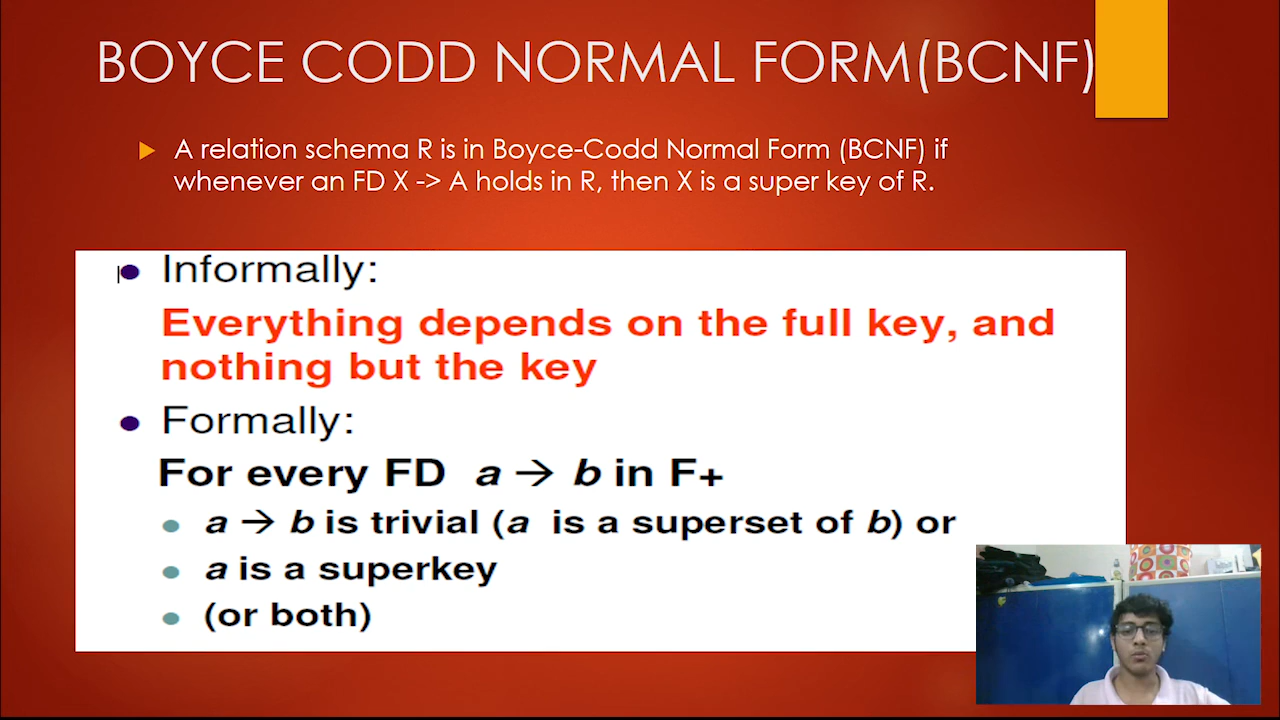 BOYCE CODD NORMAL FORM(BCNF)
A relation schema R is in Boyce-Codd Normal Form (BCNF) if
whenever an FD X -> A holds in R, then X is a super key of R.
Informally:
Everything depends on the full key, and
nothing but the key
Formally:
For every FD a → b in F+
a → b is trivial (a is a superset of b) or
a is a superkey
(or both)